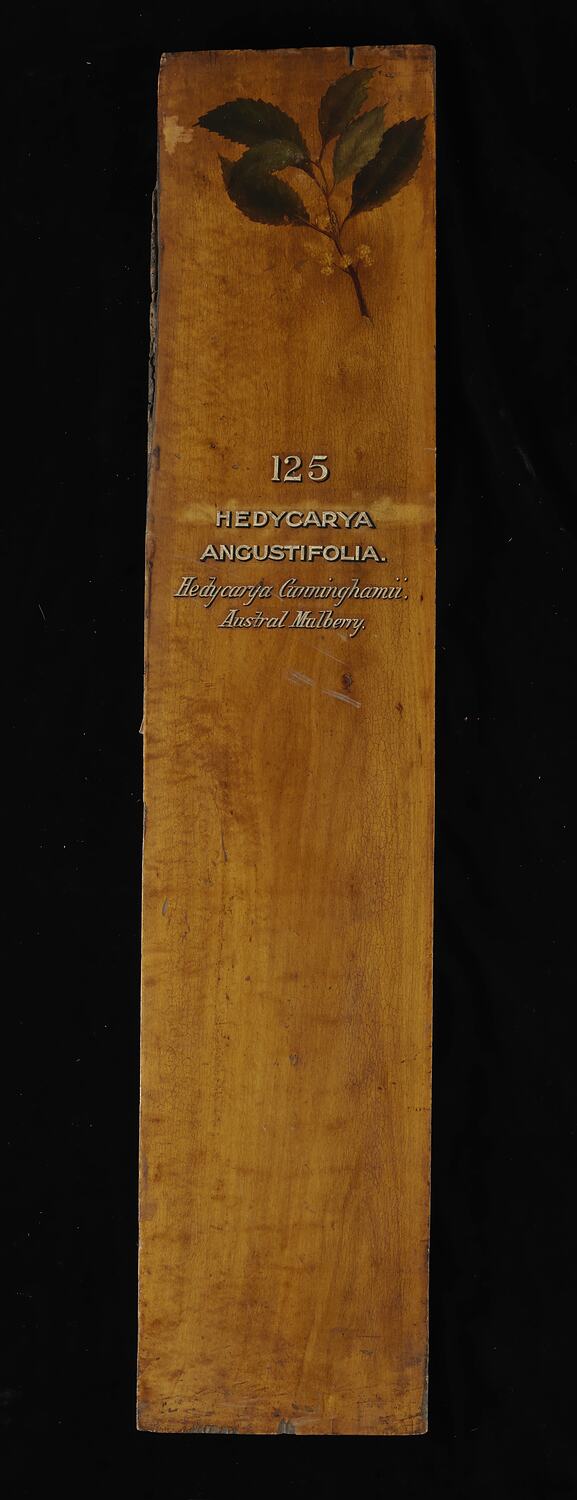 125
HEDYCARYA
ANGUSTIFOLIA.
Hedycarya Cunninghamii.
Austral Mulberry.